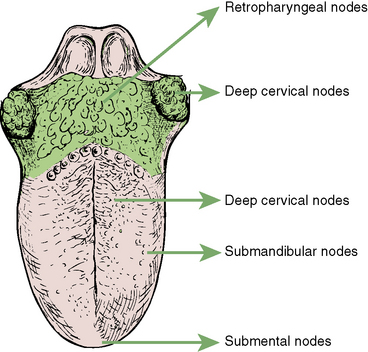 Retropharyngeal nodes
Deep cervical nodes
Deep cervical nodes
Submandibular nodes
Submental nodes